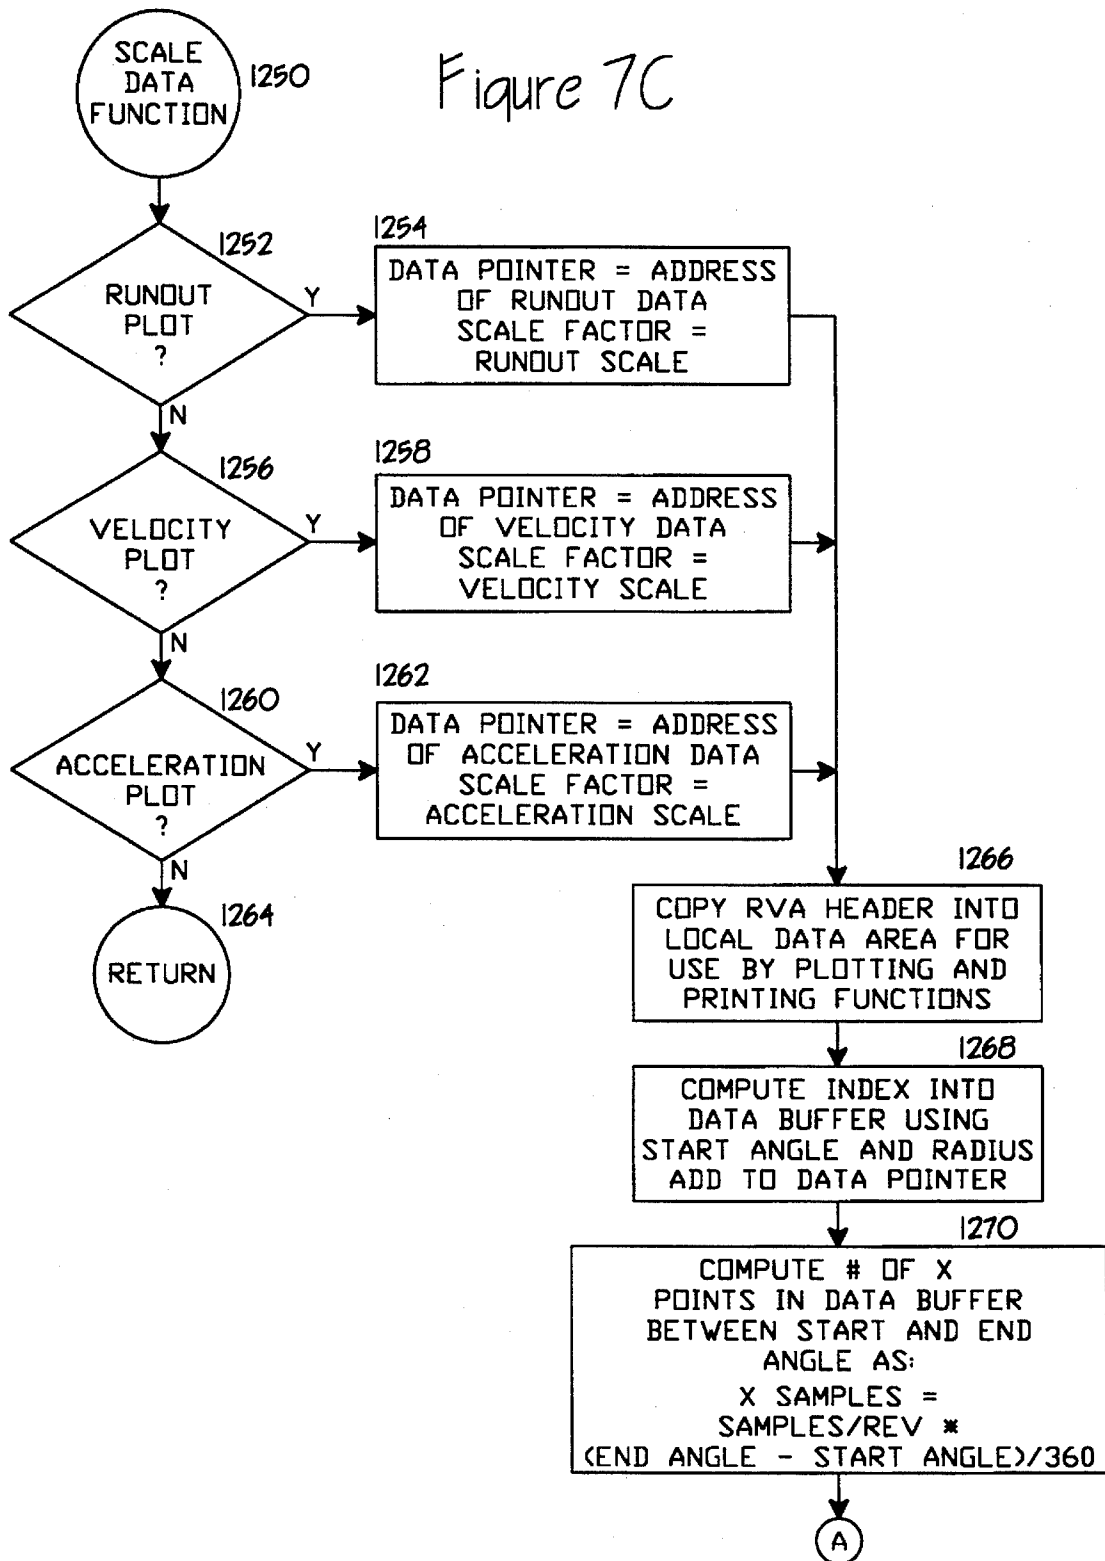 Figure 7C
SCALE
DATA
FUNCTION
1250
1252
RUNOUT
PLOT
?
Y
N
1254
DATA POINTER = ADDRESS
OF RUNOUT DATA
SCALE FACTOR =
RUNOUT SCALE
1256
VELOCITY
PLOT
?
Y
N
1258
DATA POINTER = ADDRESS
OF VELOCITY DATA
SCALE FACTOR =
VELOCITY SCALE
1260
ACCELERATION
PLOT
?
Y
N
1262
DATA POINTER = ADDRESS
OF ACCELERATION DATA
SCALE FACTOR =
ACCELERATION SCALE
1264
RETURN
1266
COPY RVA HEADER INTO
LOCAL DATA AREA FOR
USE BY PLOTTING AND
PRINTING FUNCTIONS
1268
COMPUTE INDEX INTO
DATA BUFFER USING
START ANGLE AND RADIUS
ADD TO DATA POINTER
1270
COMPUTE # OF X
POINTS IN DATA BUFFER
BETWEEN START AND END
ANGLE AS:
X SAMPLES =
SAMPLES/REV *
(END ANGLE - START ANGLE)/360
A